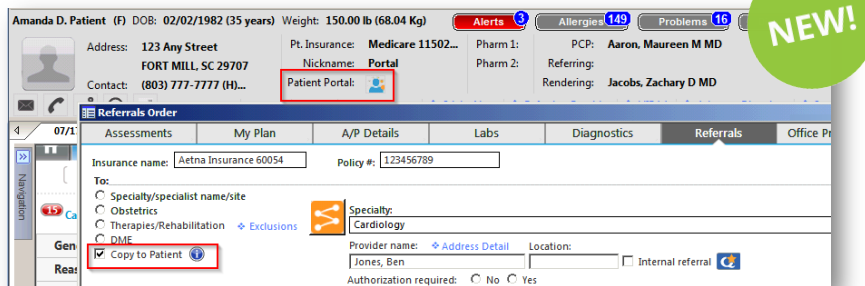 Amanda D. Patient (F) DOB: 02/02/1982 (35 years) Weight: 150.00 lb (68.04 Kg) Alerts 3 Allergies 149 Problems 16
NEW!
Address: 123 Any Street Pt. Insurance: Medicare 11502... Pharm 1: PCP: Aaron, Maureen M MD
FORT MILL, SC 29707 Nickname: Portal Pharm 2: Referring:
Contact: (803) 777-7777 (H)... Patient Portal: Rendering: Jacobs, Zachary D MD
Referrals Order
07/1
Assessments My Plan A/P Details Labs Diagnostics Referrals Office Pr
Insurance name: Aetna Insurance 60054 Policy #: 123456789
To:
Specialty/specialist name/site
Obstetrics Specialty:
Therapies/Rehabilitation Exclusions Cardiology
DME Provider name: Address Detail Location:
Copy to Patient Jones, Ben Internal referral
Authorization required: No Yes
Navigation
15 Ca
Gen
Reas